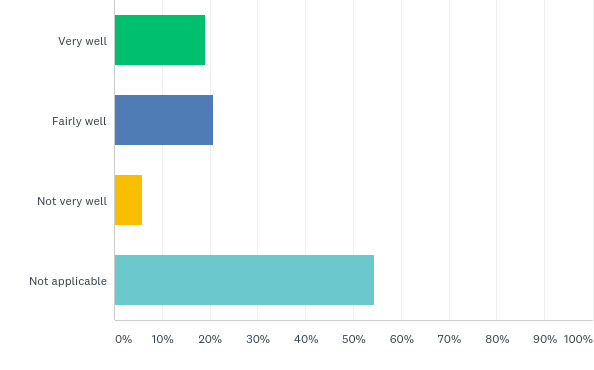 Very well
Fairly well
Not very well
Not applicable
0% 10% 20% 30% 40% 50% 60% 70% 80% 90% 100%